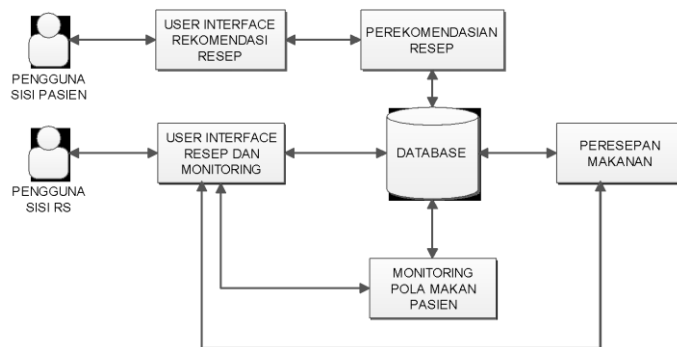 USER INTERFACE
REKOMENDASI
RESEP
PEREKOMENDASIAN
RESEP
PENGGUNA
SISI PASIEN
USER INTERFACE
RESEP DAN
MONITORING
DATABASE
PERESEPAN
MAKANAN
PENGGUNA
SISI RS
MONITORING
POLA MAKAN
PASIEN